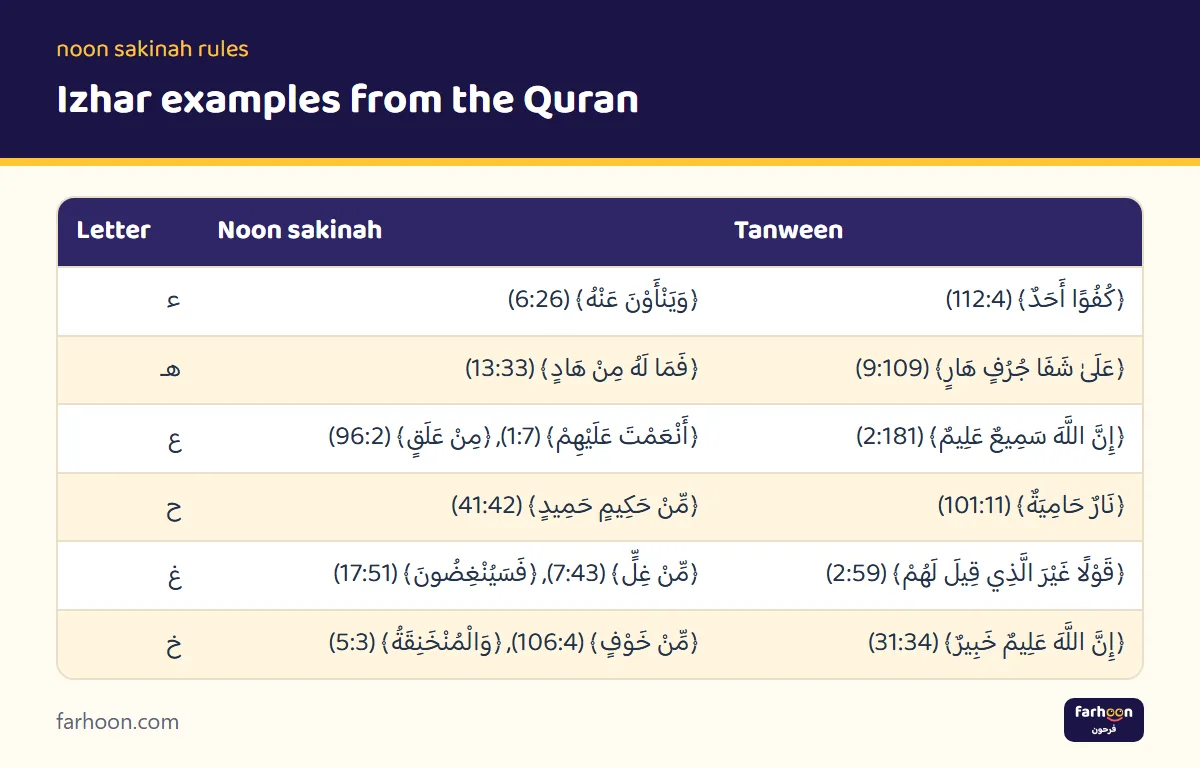 noon sakinah rules
Izhar examples from the Quran
Letter Noon sakinah Tanween
ء ﴿وَيَنْأَوْنَ عَنْهُ﴾ (6:26) ﴿كُفُوًا أَحَدٌ﴾ (112:4)
هـ ﴿فَمَا لَهُ مِنْ هَادٍ﴾ (13:33) ﴿عَلَىٰ شَفَا جُرُفٍ هَارٍ﴾ (9:109)
ع ﴿أَنْعَمْتَ عَلَيْهِمْ﴾ (1:7), ﴿مِنْ عَلَقٍ﴾ (96:2) ﴿إِنَّ اللَّهَ سَمِيعٌ عَلِيمٌ﴾ (2:181)
ح ﴿مِّنْ حَكِيمٍ حَمِيدٍ﴾ (41:42) ﴿نَارٌ حَامِيَةٌ﴾ (101:11)
غ ﴿مِّنْ غِلٍّ﴾ (7:43), ﴿فَسَيُنْغِضُونَ﴾ (17:51) ﴿قَوْلًا غَيْرَ الَّذِي قِيلَ لَهُمْ﴾ (2:59)
خ ﴿مِّنْ خَوْفٍ﴾ (106:4), ﴿وَالْمُنْخَنِقَةُ﴾ (5:3) ﴿إِنَّ اللَّهَ عَلِيمٌ خَبِيرٌ﴾ (31:34)
farhoon.com
farhoon
فرحون